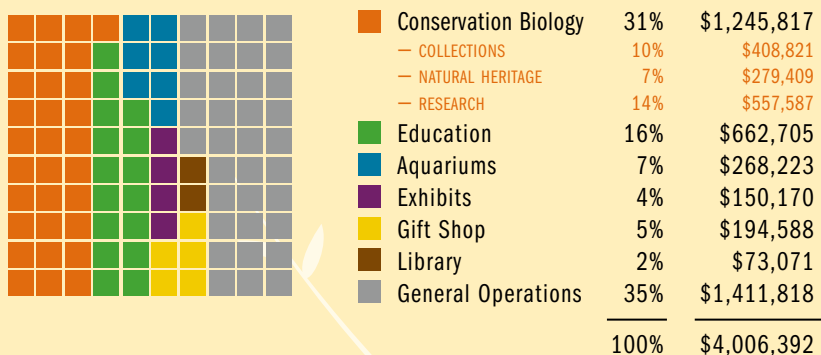 Conservation Biology 31% $1,245,817
– COLLECTIONS 10% $408,821
– NATURAL HERITAGE 7% $279,409
– RESEARCH 14% $557,587
Education 16% $662,705
Aquariums 7% $268,223
Exhibits 4% $150,170
Gift Shop 5% $194,588
Library 2% $73,071
General Operations 35% $1,411,818
100% $4,006,392